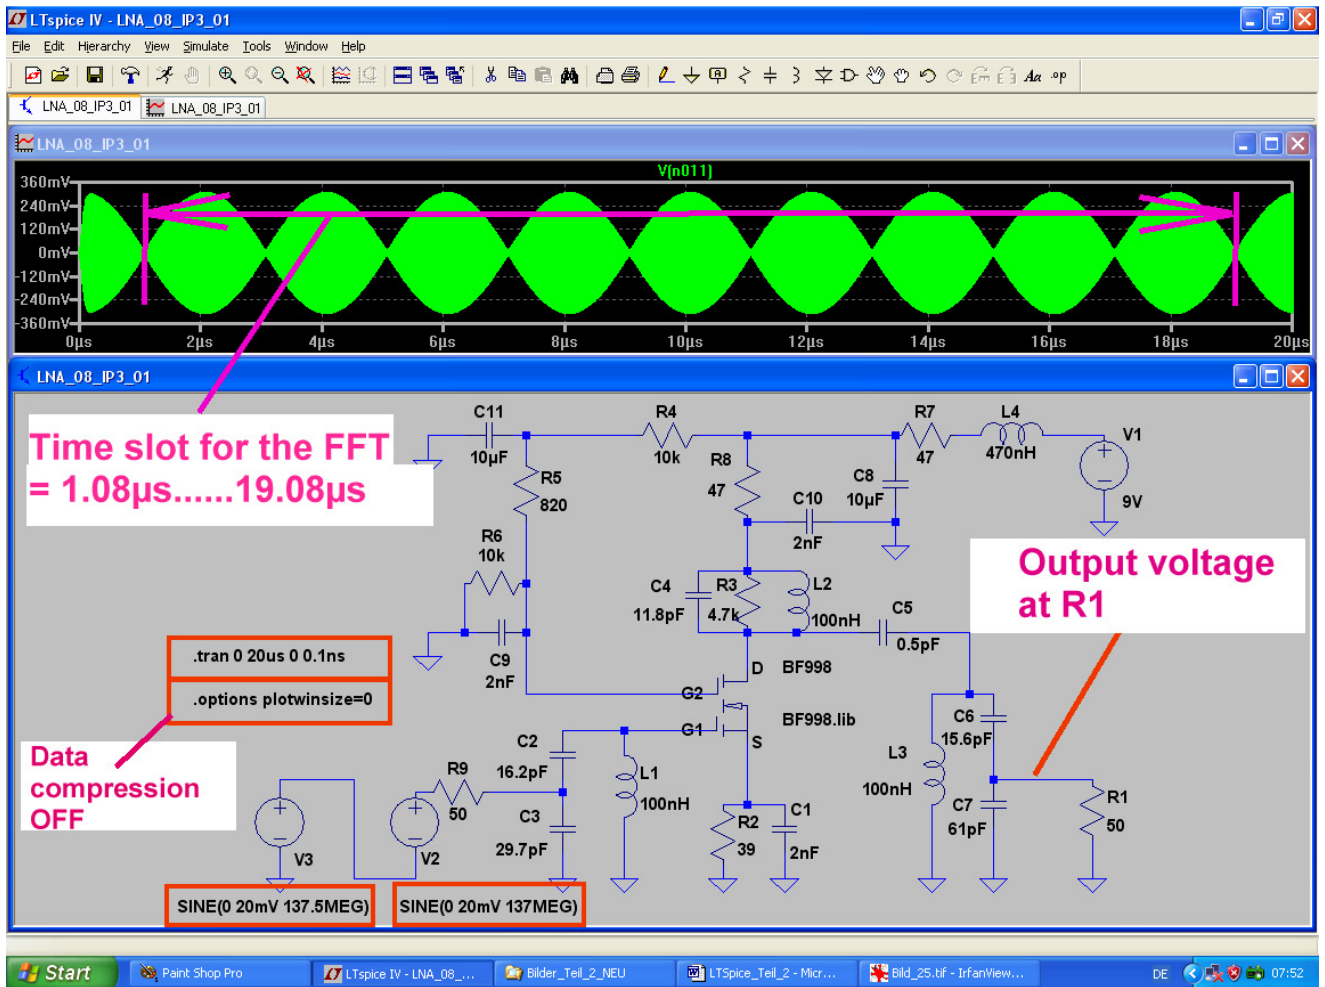 LTspice IV - LNA_08_IP3_01
File Edit Hierarchy View Simulate Tools Window Help
Aa .op
LNA_08_IP3_01 LNA_08_IP3_01
LNA_08_IP3_01
V(n011)
360mV
240mV
120mV
0mV
-120mV
-240mV
-360mV
0µs 2µs 4µs 6µs 8µs 10µs 12µs 14µs 16µs 18µs 20µs
LNA_08_IP3_01
Time slot for the FFT
= 1.08µs......19.08µs
C11
10µF
R4
10k
R7
47
L4
470nH
V1
9V
R5
820
R8
47
C8
10µF
C10
2nF
R6
10k
Output voltage
at R1
C4
11.8pF
R3
4.7k
L2
100nH
C5
0.5pF
C9
2nF
.tran 0 20us 0 0.1ns
.options plotwinsize=0
D
BF998
G2
BF998.lib
G1
S
C6
15.6pF
Data
compression
OFF
C2
16.2pF
R9
50
L1
100nH
L3
100nH
C3
29.7pF
R2
39
C1
2nF
C7
61pF
R1
50
V3
V2
SINE(0 20mV 137.5MEG)
SINE(0 20mV 137MEG)
Start
Paint Shop Pro
LTspice IV - LNA_08_...
Bilder_Teil_2_NEU
LTSpice_Teil_2 - Micr...
Bild_25.tif - IrfanView...
DE
07:52